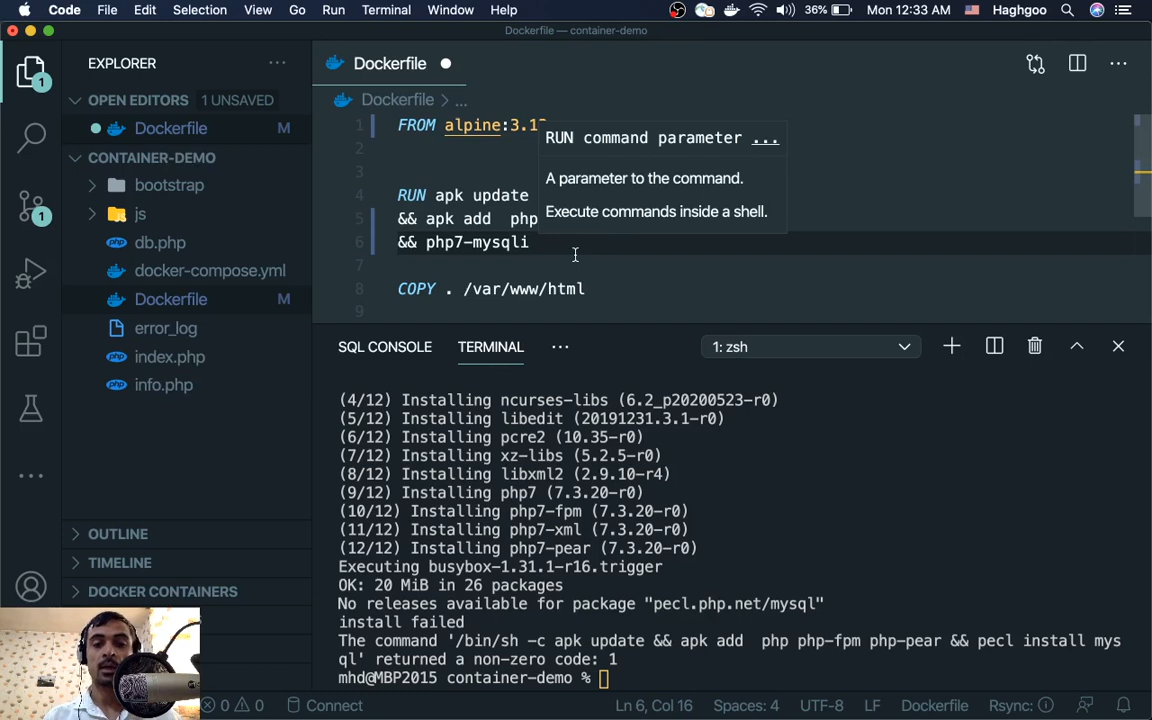 Code File Edit Selection View Go Run Terminal Window Help 36% Mon 12:33 AM Haghgoo
Dockerfile — container-demo
EXPLORER
Dockerfile
OPEN EDITORS 1 UNSAVED
Dockerfile > ...
Dockerfile M
1 FROM alpine:3.1
RUN command parameter ...
CONTAINER-DEMO
2
3
A parameter to the command.
bootstrap
4 RUN apk update
Execute commands inside a shell.
js
5 && apk add php
db.php
6 && php7-mysqli
docker-compose.yml
7
Dockerfile M
8 COPY . /var/www/html
9
error_log
index.php
info.php
SQL CONSOLE TERMINAL ... 1: zsh
(4/12) Installing ncurses-libs (6.2_p20200523-r0)
(5/12) Installing libedit (20191231.3.1-r0)
(6/12) Installing pcre2 (10.35-r0)
(7/12) Installing xz-libs (5.2.5-r0)
(8/12) Installing libxml2 (2.9.10-r4)
(9/12) Installing php7 (7.3.20-r0)
(10/12) Installing php7-fpm (7.3.20-r0)
(11/12) Installing php7-xml (7.3.20-r0)
(12/12) Installing php7-pear (7.3.20-r0)
Executing busybox-1.31.1-r16.trigger
OK: 20 MiB in 26 packages
No releases available for package "pecl.php.net/mysql"
install failed
The command '/bin/sh -c apk update && apk add  php php-fpm php-pear && pecl install mys
ql' returned a non-zero code: 1
mhd@MBP2015 container-demo %
OUTLINE
TIMELINE
DOCKER CONTAINERS
1
1
0 0 Connect Ln 6, Col 16 Spaces: 4 UTF-8 LF Dockerfile Rsync: